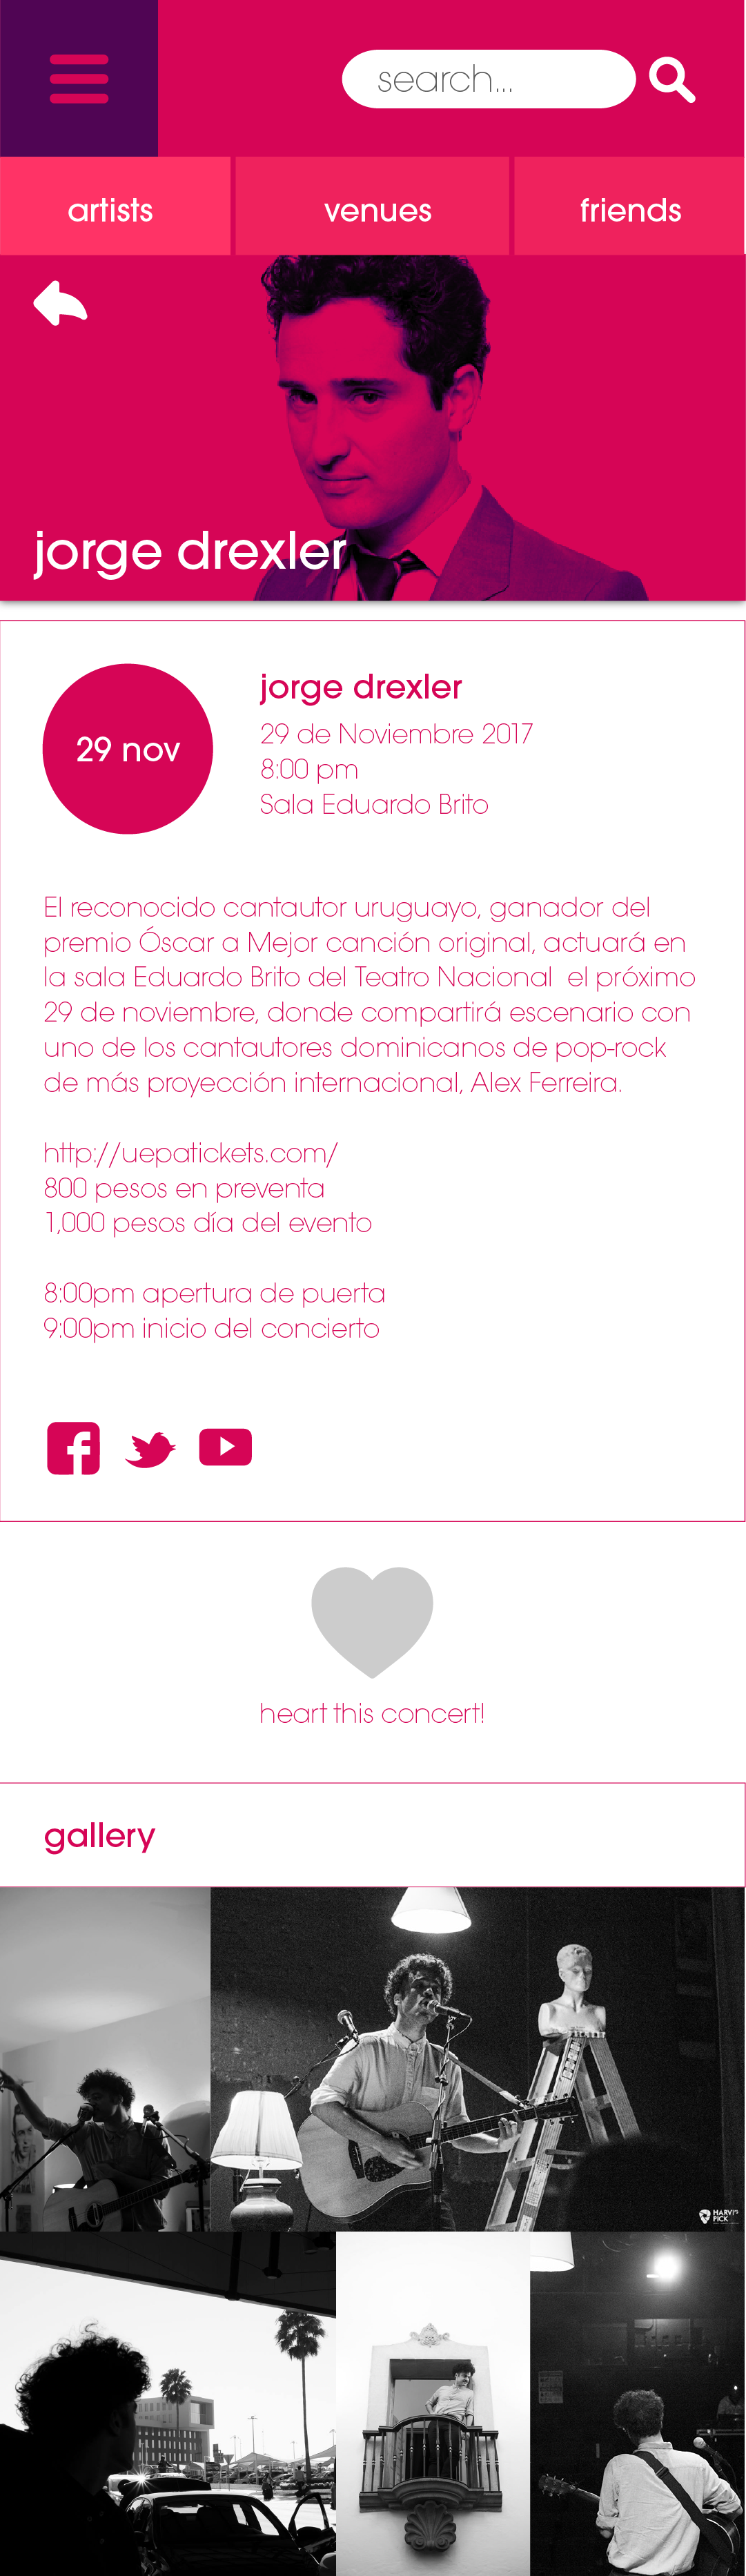 search...
artists
venues
friends
jorge drexler
29 nov
jorge drexler
29 de Noviembre 2017
8:00 pm
Sala Eduardo Brito
El reconocido cantautor uruguayo, ganador del
premio Óscar a Mejor canción original, actuará en
la sala Eduardo Brito del Teatro Nacional  el próximo
29 de noviembre, donde compartirá escenario con
uno de los cantautores dominicanos de pop-rock
de más proyección internacional, Alex Ferreira.
http://uepatickets.com/
800 pesos en preventa
1,000 pesos día del evento
8:00pm apertura de puerta
9:00pm inicio del concierto
heart this concert!
gallery
HARVI
PICK